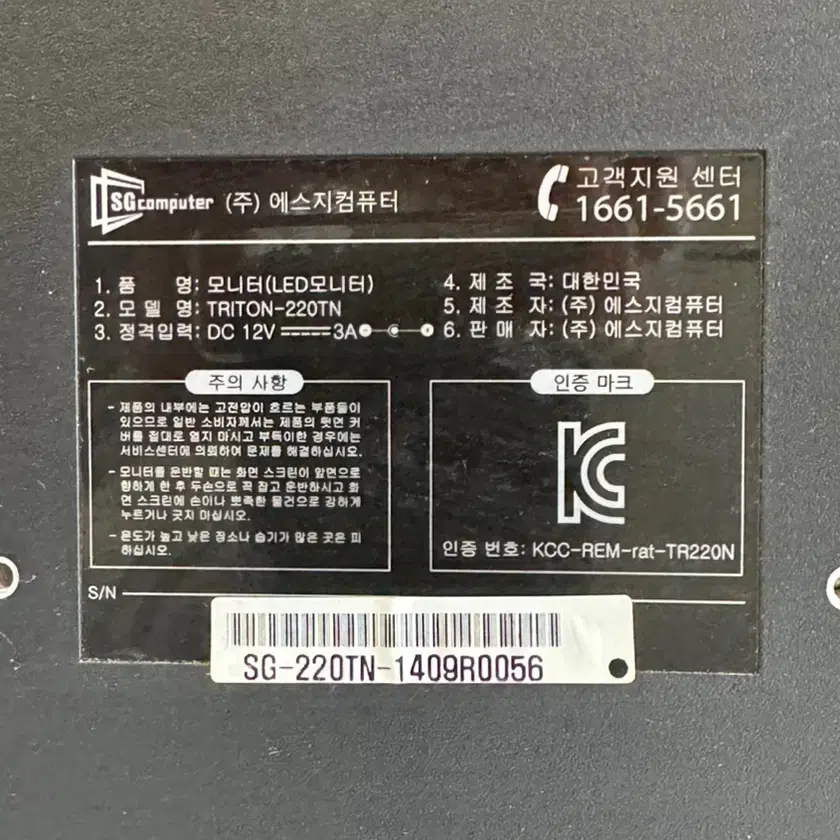 SGcomputer (주) 에스지컴퓨터
고객지원 센터
1661-5661
1. 품 명: 모니터(LED모니터)
2. 모 델 명: TRITON-220TN
3. 정격입력: DC 12V 3A
4. 제 조 국: 대한민국
5. 제 조 자: (주) 에스지컴퓨터
6. 판 매 자: (주) 에스지컴퓨터
주의 사항
- 제품의 내부에는 고전압이 흐르는 부품들이
있으므로 일반 소비자께서는 제품의 뒷면 커
버를 절대로 열지 마시고 부득이한 경우에는
서비스센터에 의뢰하여 문제를 해결하십시오.
- 모니터를 운반할 때는 화면 스크린이 앞면으로
향하게 한 후 두손으로 꽉 잡고 운반하시고 화
면 스크린에 손이나 뾰족한 물건으로 강하게
누르거나 긋지 마십시오.
- 온도가 높고 낮은 장소나 습기가 많은 곳은 피
하십시오.
인증 마크
인증 번호: KCC-REM-rat-TR220N
S/N
SG-220TN-1409R0056